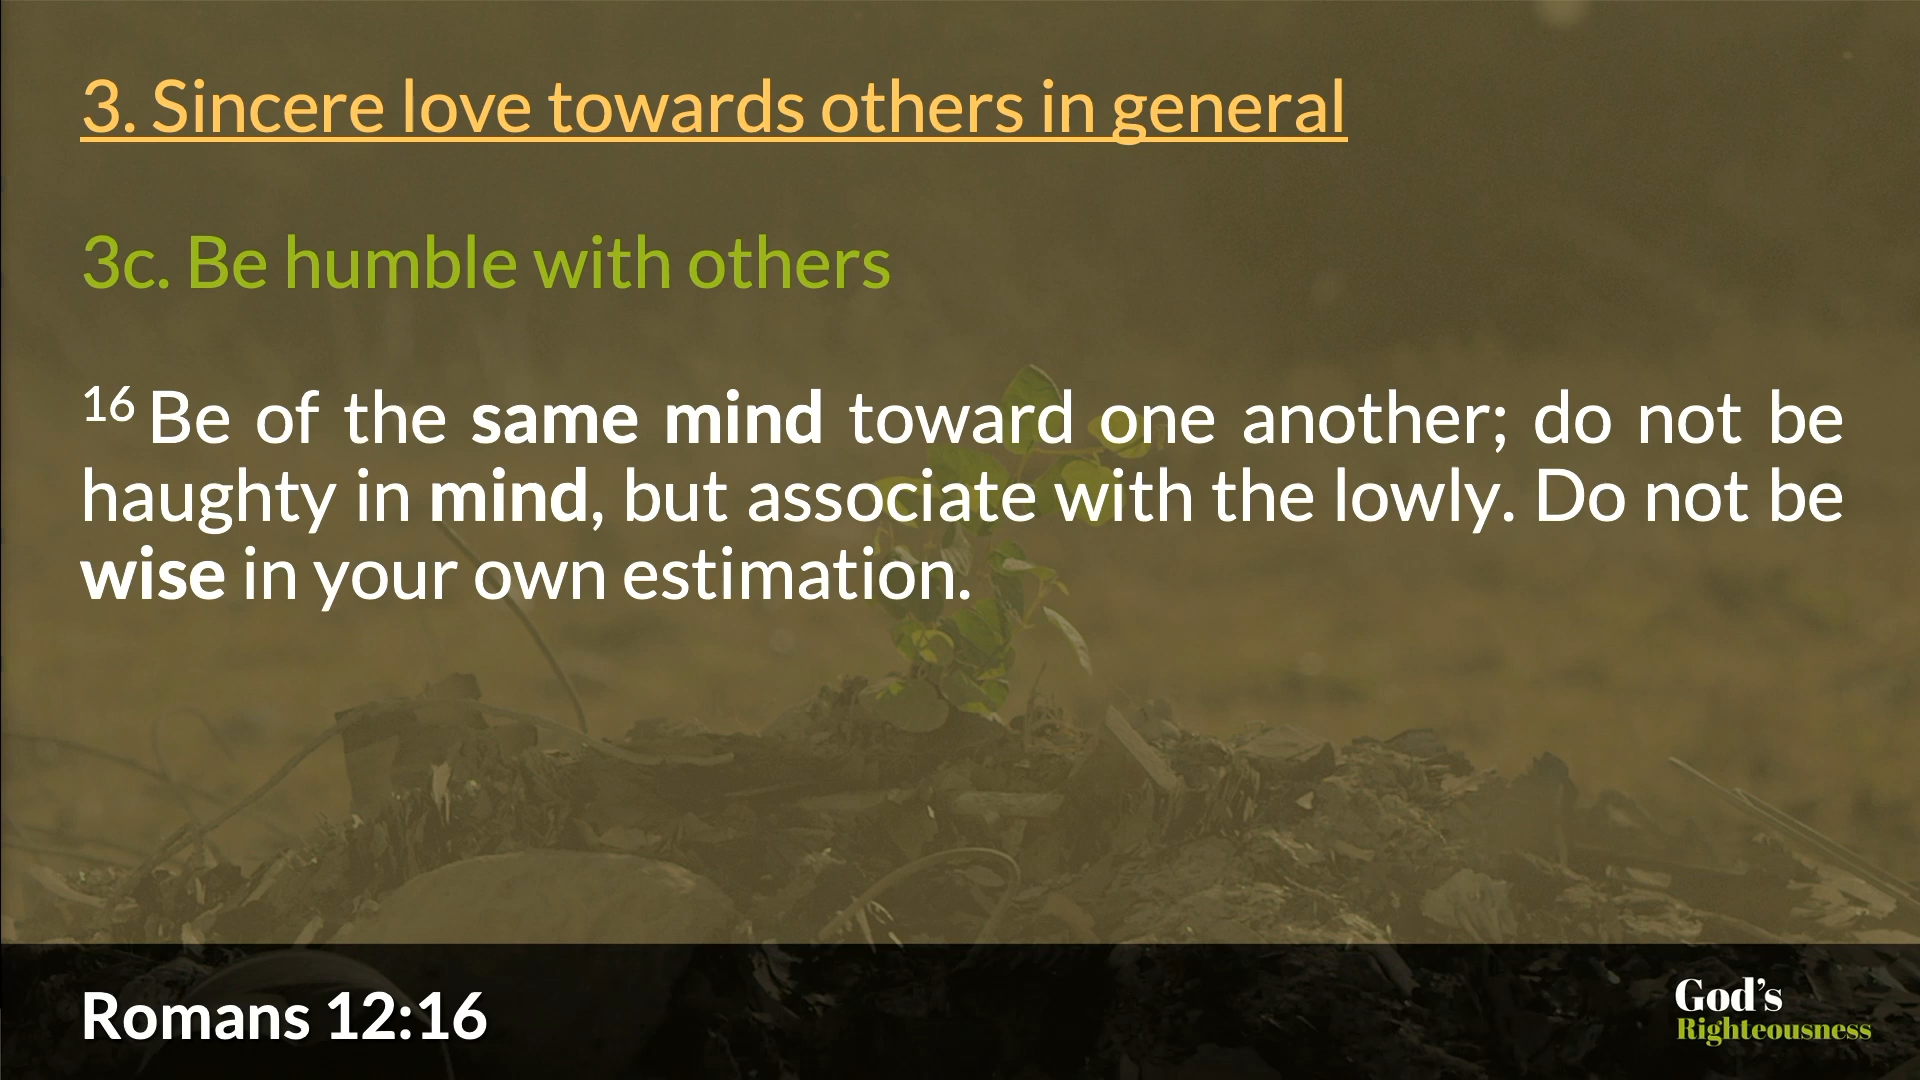 3. Sincere love towards others in general
3c. Be humble with others
16 Be of the same mind toward one another; do not be
haughty in mind, but associate with the lowly. Do not be
wise in your own estimation.
Romans 12:16
God's
Righteousness